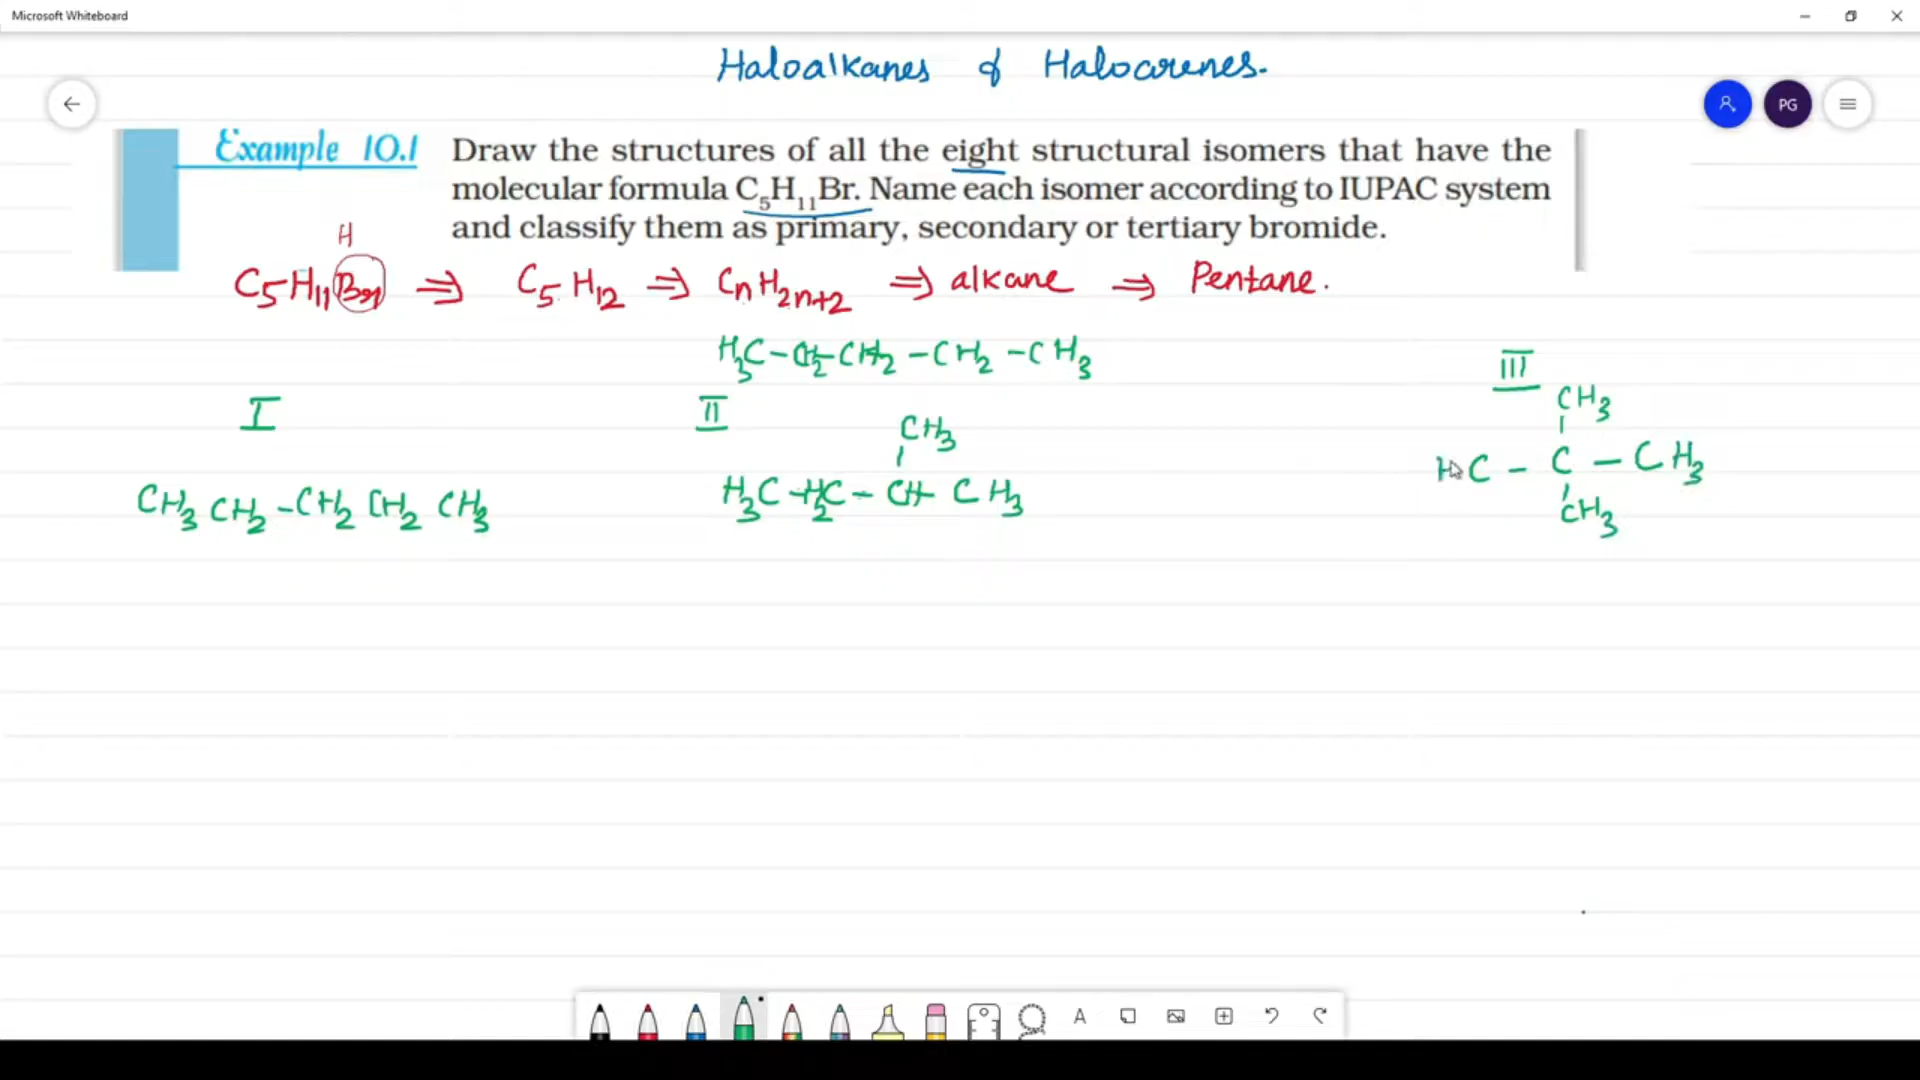 Microsoft Whiteboard
Haloalkanes & Haloarenes.
PG
Example 10.1 Draw the structures of all the eight structural isomers that have the
molecular formula C₅H₁₁Br. Name each isomer according to IUPAC system
and classify them as primary, secondary or tertiary bromide.
H
C₅H₁₁Br ⇒ C₅H₁₂ ⇒ CₙH₂ₙ₊₂ ⇒ alkane ⇒ Pentane.
H₃C-CH₂-CH₂-CH₂-CH₃
I
CH₃ CH₂-CH₂ CH₂ CH₃
II
CH₃
H₃C-H₂C-CH-CH₃
III
CH₃
HC-C-CH₃
CH₃
A